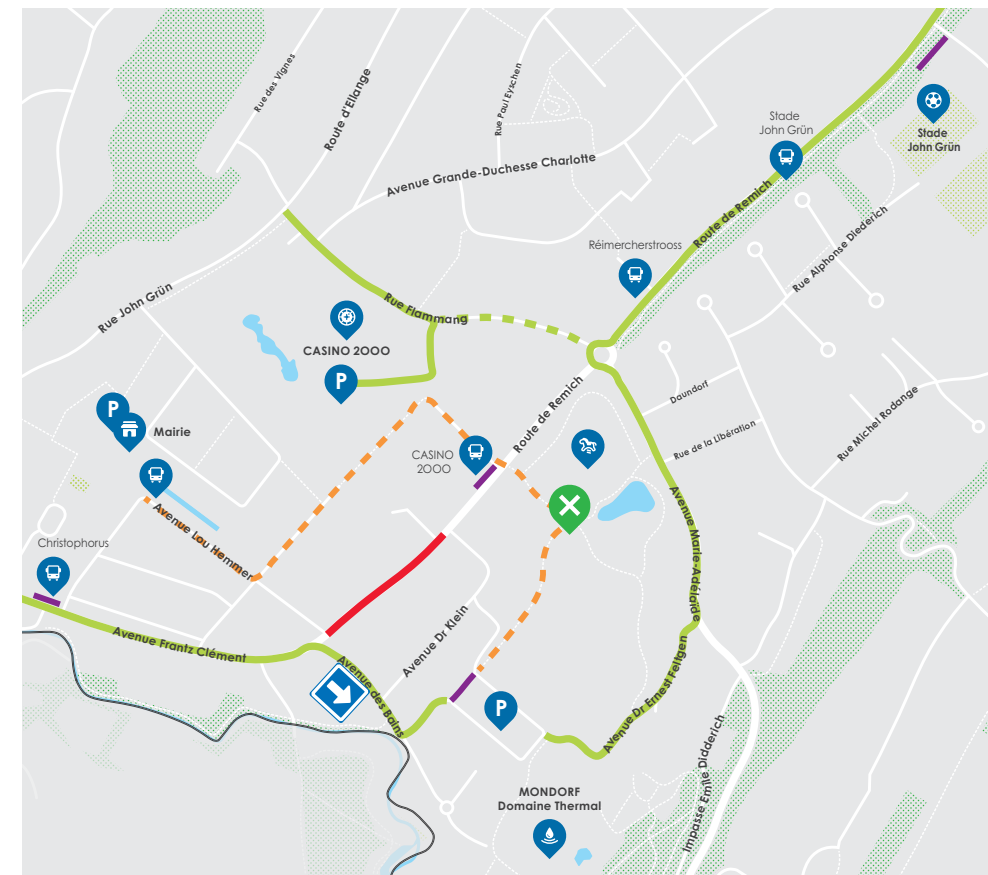 Rue des Vignes
Route d'Ellange
Rue Paul Eyschen
Avenue Grande-Duchesse Charlotte
Stade
John Grün
Stade
John Grün
Route de Remich
Réimercherstrooss
Rue Alphonse Diederich
Rue John Grün
Rue Flammang
CASINO 2OOO
P
P
Mairie
Route de Remich
Daundorf
Rue de la Libération
Rue Michel Rodange
CASINO
2OOO
Avenue Lou Hemmer
Christophorus
Avenue Marie-Adélaïde
Avenue Frantz Clément
Avenue Dr Klein
Avenue des Bains
P
Avenue Dr Ernest Feltgen
Impasse Emile Didderich
MONDORF
Domaine Thermal